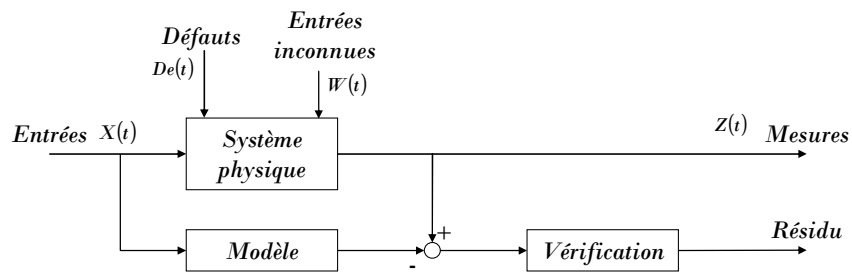 Défauts
De(t)
Entrées
inconnues
W(t)
Entrées X(t)
Système
physique
Z(t) Mesures
Modèle
+
-
Vérification
Résidu